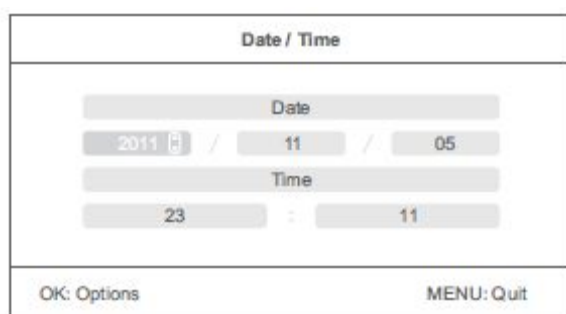 Date / Time
Date
2011 / 11 / 05
Time
23 : 11
OK: Options MENU: Quit